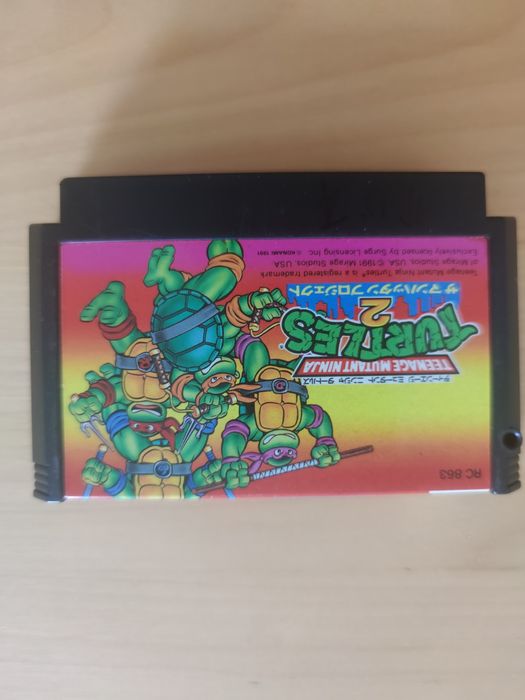 RC 863
ティーンエージ ミュータント ニンジャ タートルズ
TEENAGE MUTANT NINJA
TURTLES®
2
ザ マンハッタン プロジェクト
Teenage Mutant Ninja Turtles® is a registered trademark
of Mirage Studios, USA. ©1991 Mirage Studios, USA
Exclusively licensed by Surge Licensing Inc. © KONAMI 1991